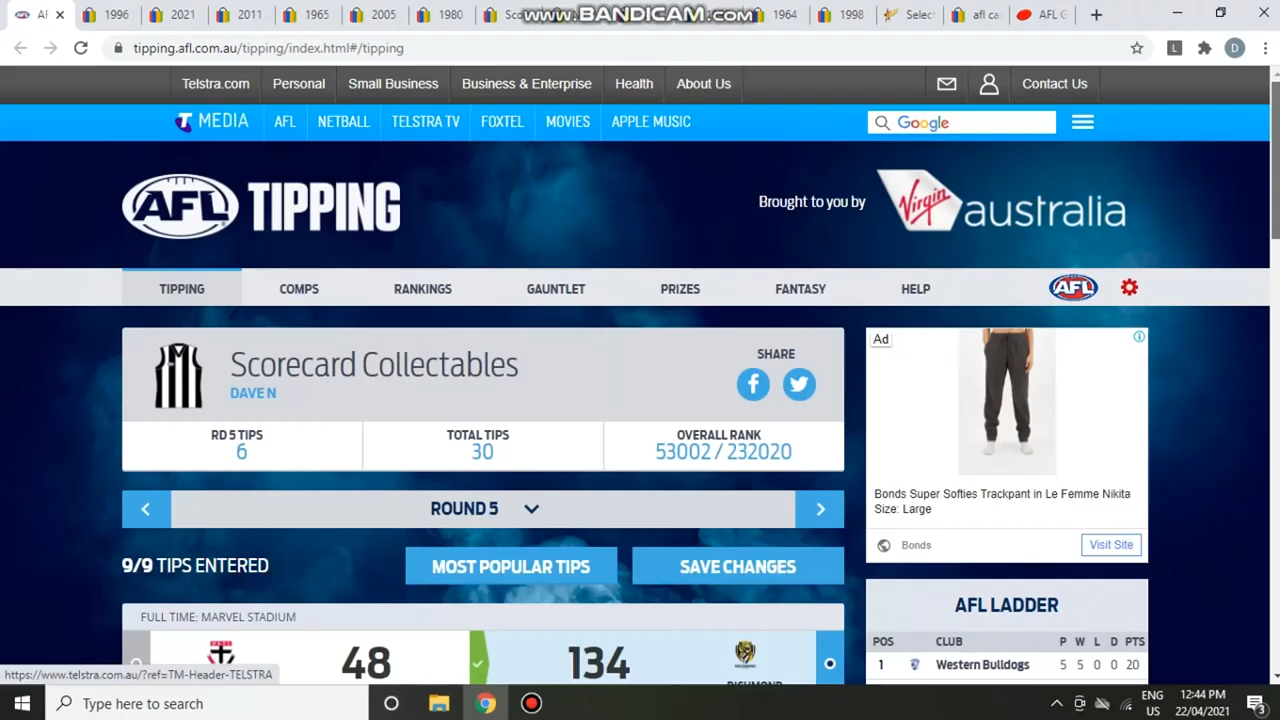 AF
1996
2021
2011
1965
2005
1980
Sco
www.BANDICAM.com
1964
1998
Select
afl ca
AFL G
tipping.afl.com.au/tipping/index.html#/tipping
L
D
Telstra.com
Personal
Small Business
Business & Enterprise
Health
About Us
Contact Us
T MEDIA
AFL
NETBALL
TELSTRA TV
FOXTEL
MOVIES
APPLE MUSIC
Google
AFL TIPPING
Brought to you by
Virgin australia
TIPPING
COMPS
RANKINGS
GAUNTLET
PRIZES
FANTASY
HELP
AFL
Scorecard Collectables
DAVE N
SHARE
RD 5 TIPS
6
TOTAL TIPS
30
OVERALL RANK
53002 / 232020
Ad
Bonds Super Softies Trackpant in Le Femme Nikita
Size: Large
Bonds
Visit Site
ROUND 5
9/9 TIPS ENTERED
MOST POPULAR TIPS
SAVE CHANGES
FULL TIME: MARVEL STADIUM
48
134
RICHMOND
AFL LADDER
POS CLUB P W L D PTS
1 Western Bulldogs 5 5 0 0 20
https://www.telstra.com.au/?ref=TM-Header-TELSTRA
Type here to search
ENG
US
12:44 PM
22/04/2021
3